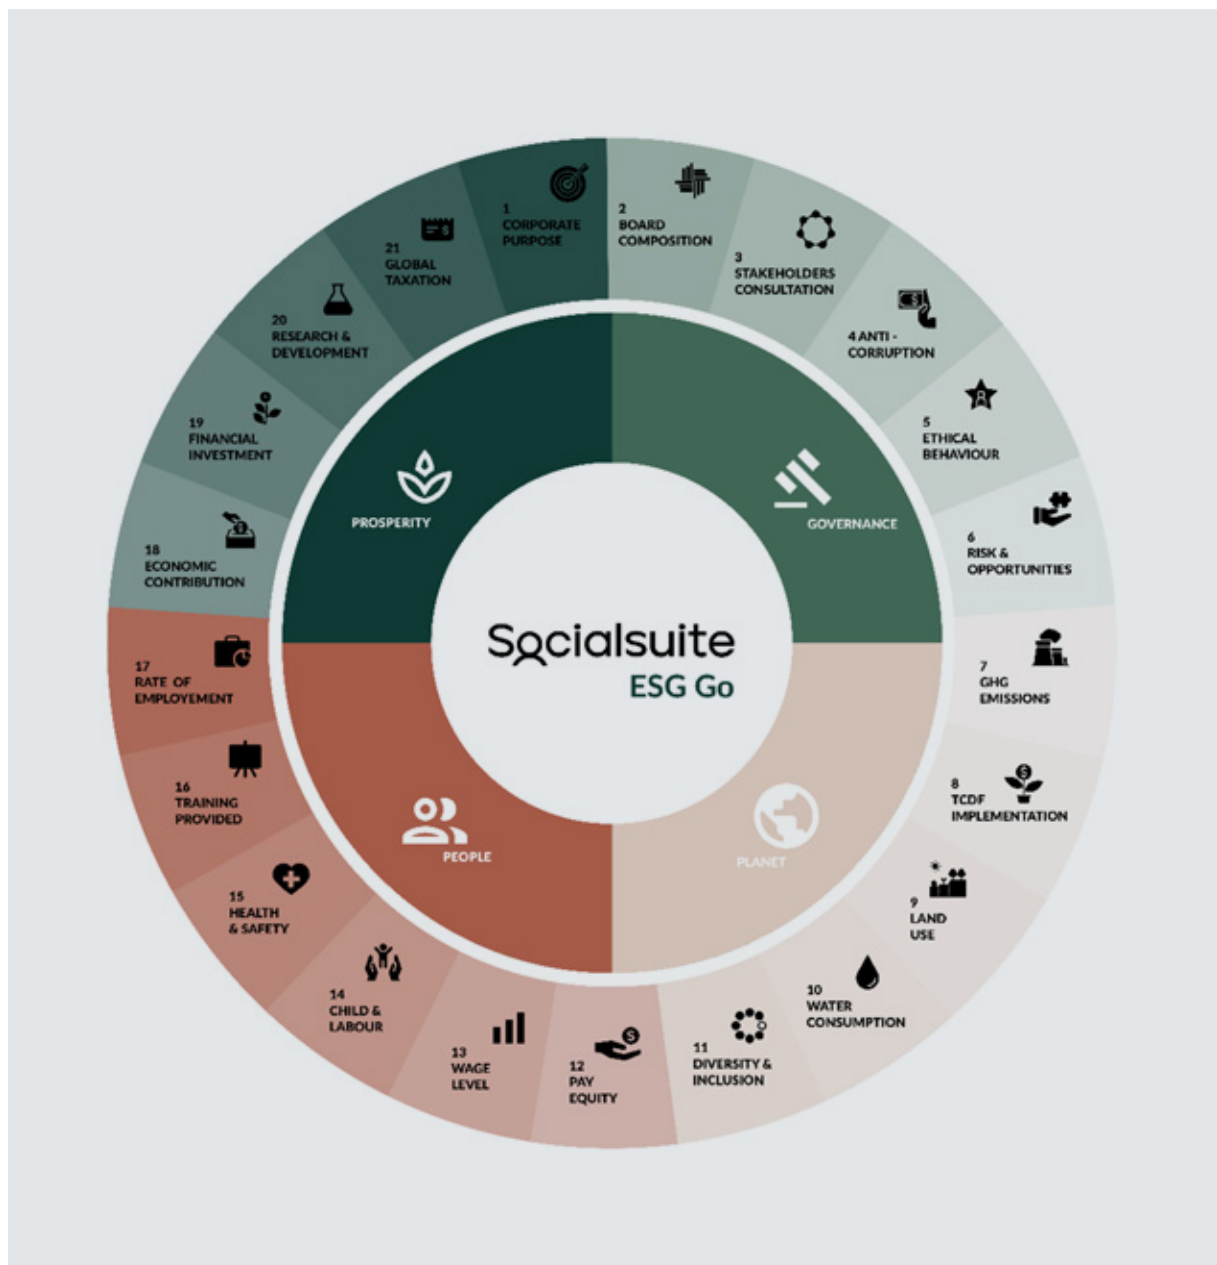 1
CORPORATE
PURPOSE
2
BOARD
COMPOSITION
3
STAKEHOLDERS
CONSULTATION
4 ANTI -
CORRUPTION
5
ETHICAL
BEHAVIOUR
6
RISK &
OPPORTUNITIES
7
GHG
EMISSIONS
8
TCDF
IMPLEMENTATION
9
LAND
USE
10
WATER
CONSUMPTION
11
DIVERSITY &
INCLUSION
12
PAY
EQUITY
13
WAGE
LEVEL
14
CHILD &
LABOUR
15
HEALTH
& SAFETY
16
TRAINING
PROVIDED
17
RATE OF
EMPLOYEMENT
18
ECONOMIC
CONTRIBUTION
19
FINANCIAL
INVESTMENT
20
RESEARCH &
DEVELOPMENT
21
GLOBAL
TAXATION
PROSPERITY
GOVERNANCE
PEOPLE
PLANET
Socialsuite
ESG Go